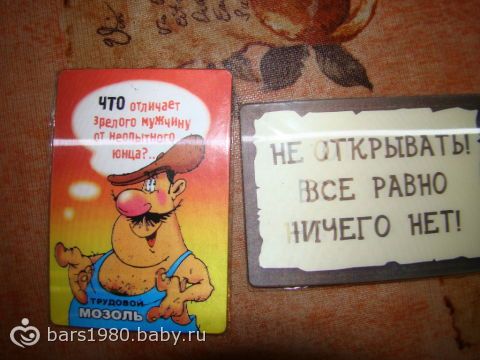 ЧТО отличает
зрелого мужчину
от неопытного
юнца?..
ТРУДОВОЙ
МОЗОЛЬ
НЕ ОТКРЫВАТЬ!
ВСЕ РАВНО
НИЧЕГО НЕТ!
bars1980.baby.ru